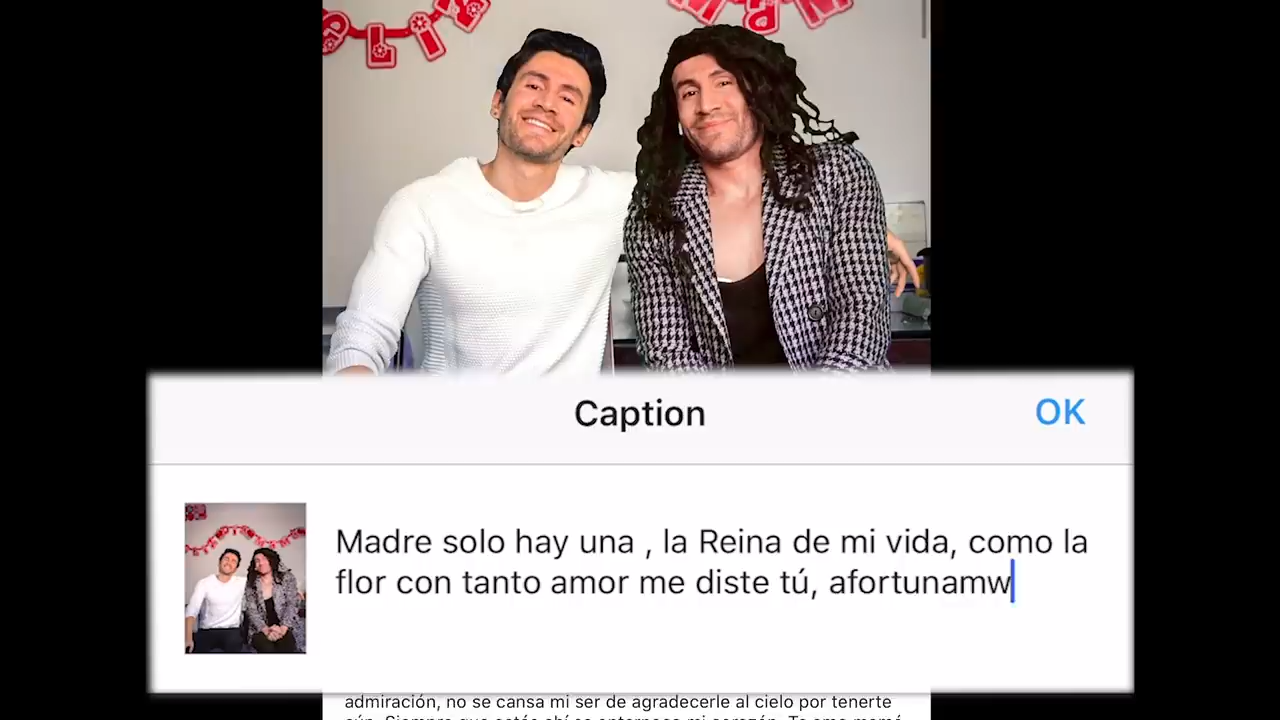 Caption
OK
Madre solo hay una , la Reina de mi vida, como la
flor con tanto amor me diste tú, afortunamw
admiración, no se cansa mi ser de agradecerle al cielo por tenerte